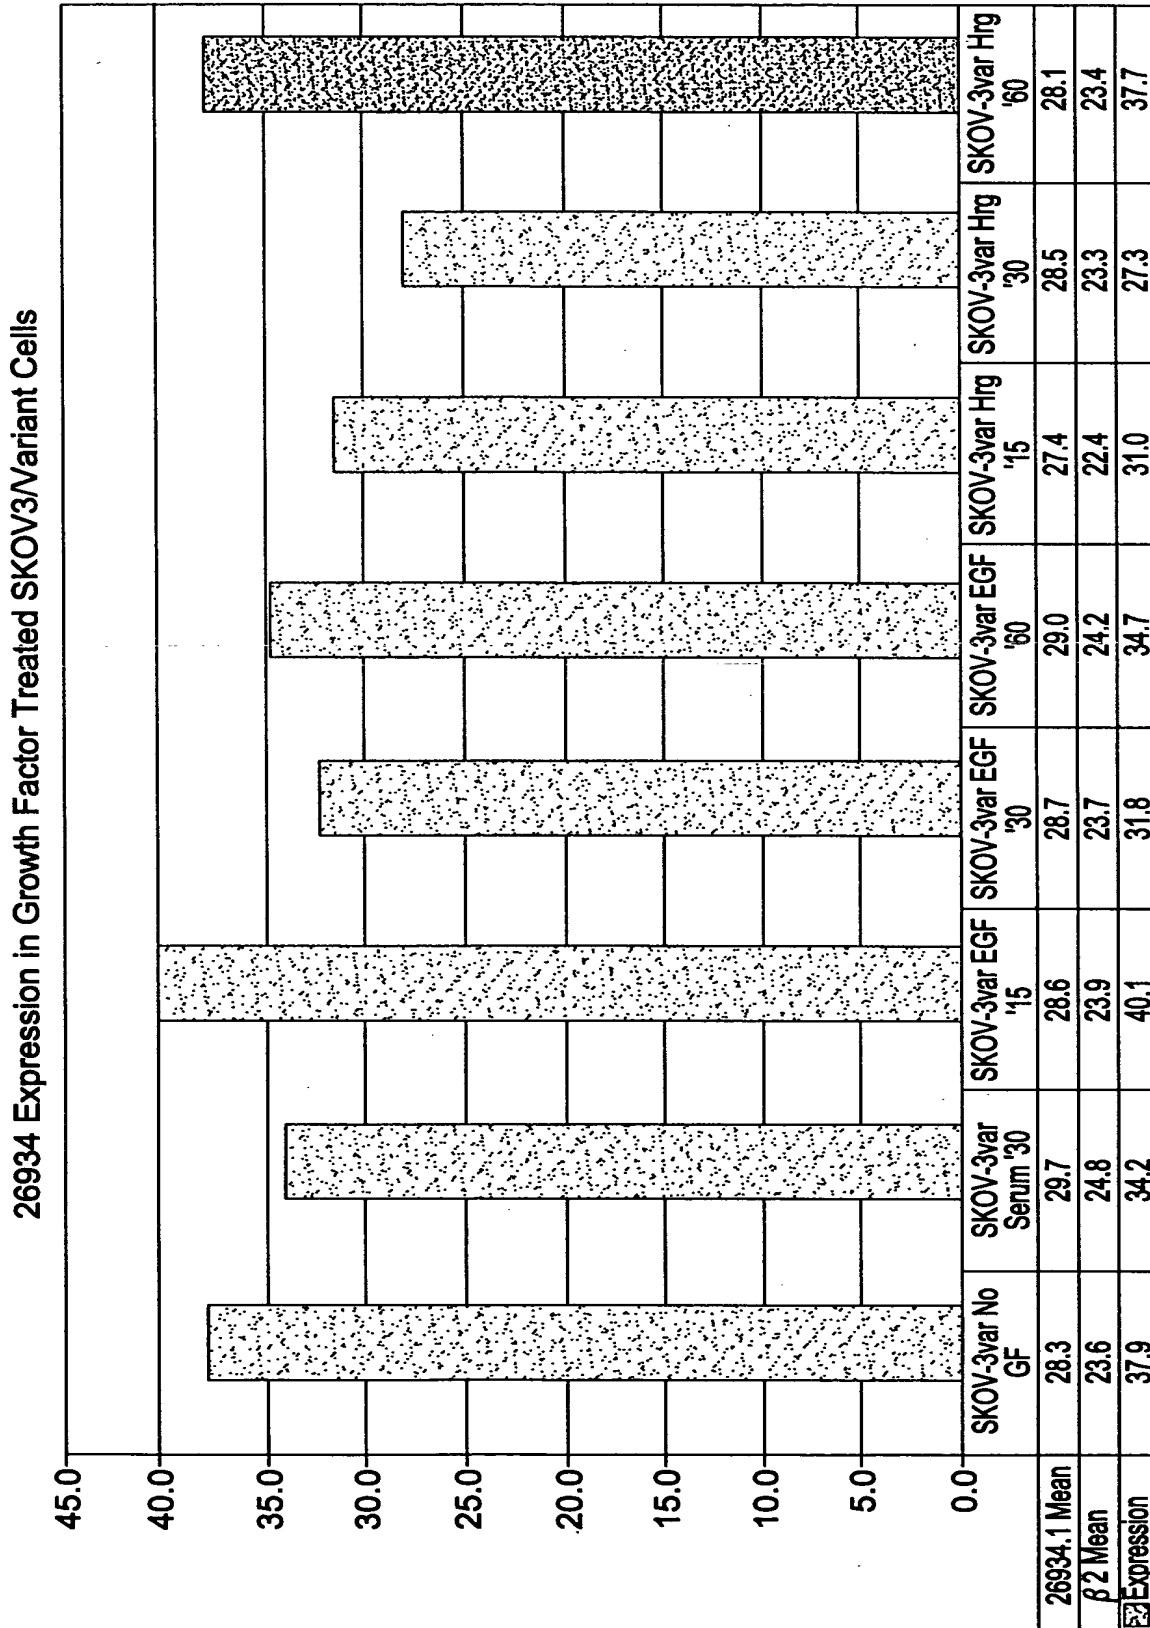 26934 Expression in Growth Factor Treated SKOV3/Variant Cells
45.0
40.0
35.0
30.0
25.0
20.0
15.0
10.0
5.0
0.0
SKOV-3var No GF SKOV-3var Serum '30 SKOV-3var EGF '15 SKOV-3var EGF '30 SKOV-3var EGF '60 SKOV-3var Hrg '15 SKOV-3var Hrg '30 SKOV-3var Hrg '60
26934.1 Mean 28.3 29.7 28.6 28.7 29.0 27.4 28.5 28.1
β 2 Mean 23.6 24.8 23.9 23.7 24.2 22.4 23.3 23.4
Expression 37.9 34.2 40.1 31.8 34.7 31.0 27.3 37.7